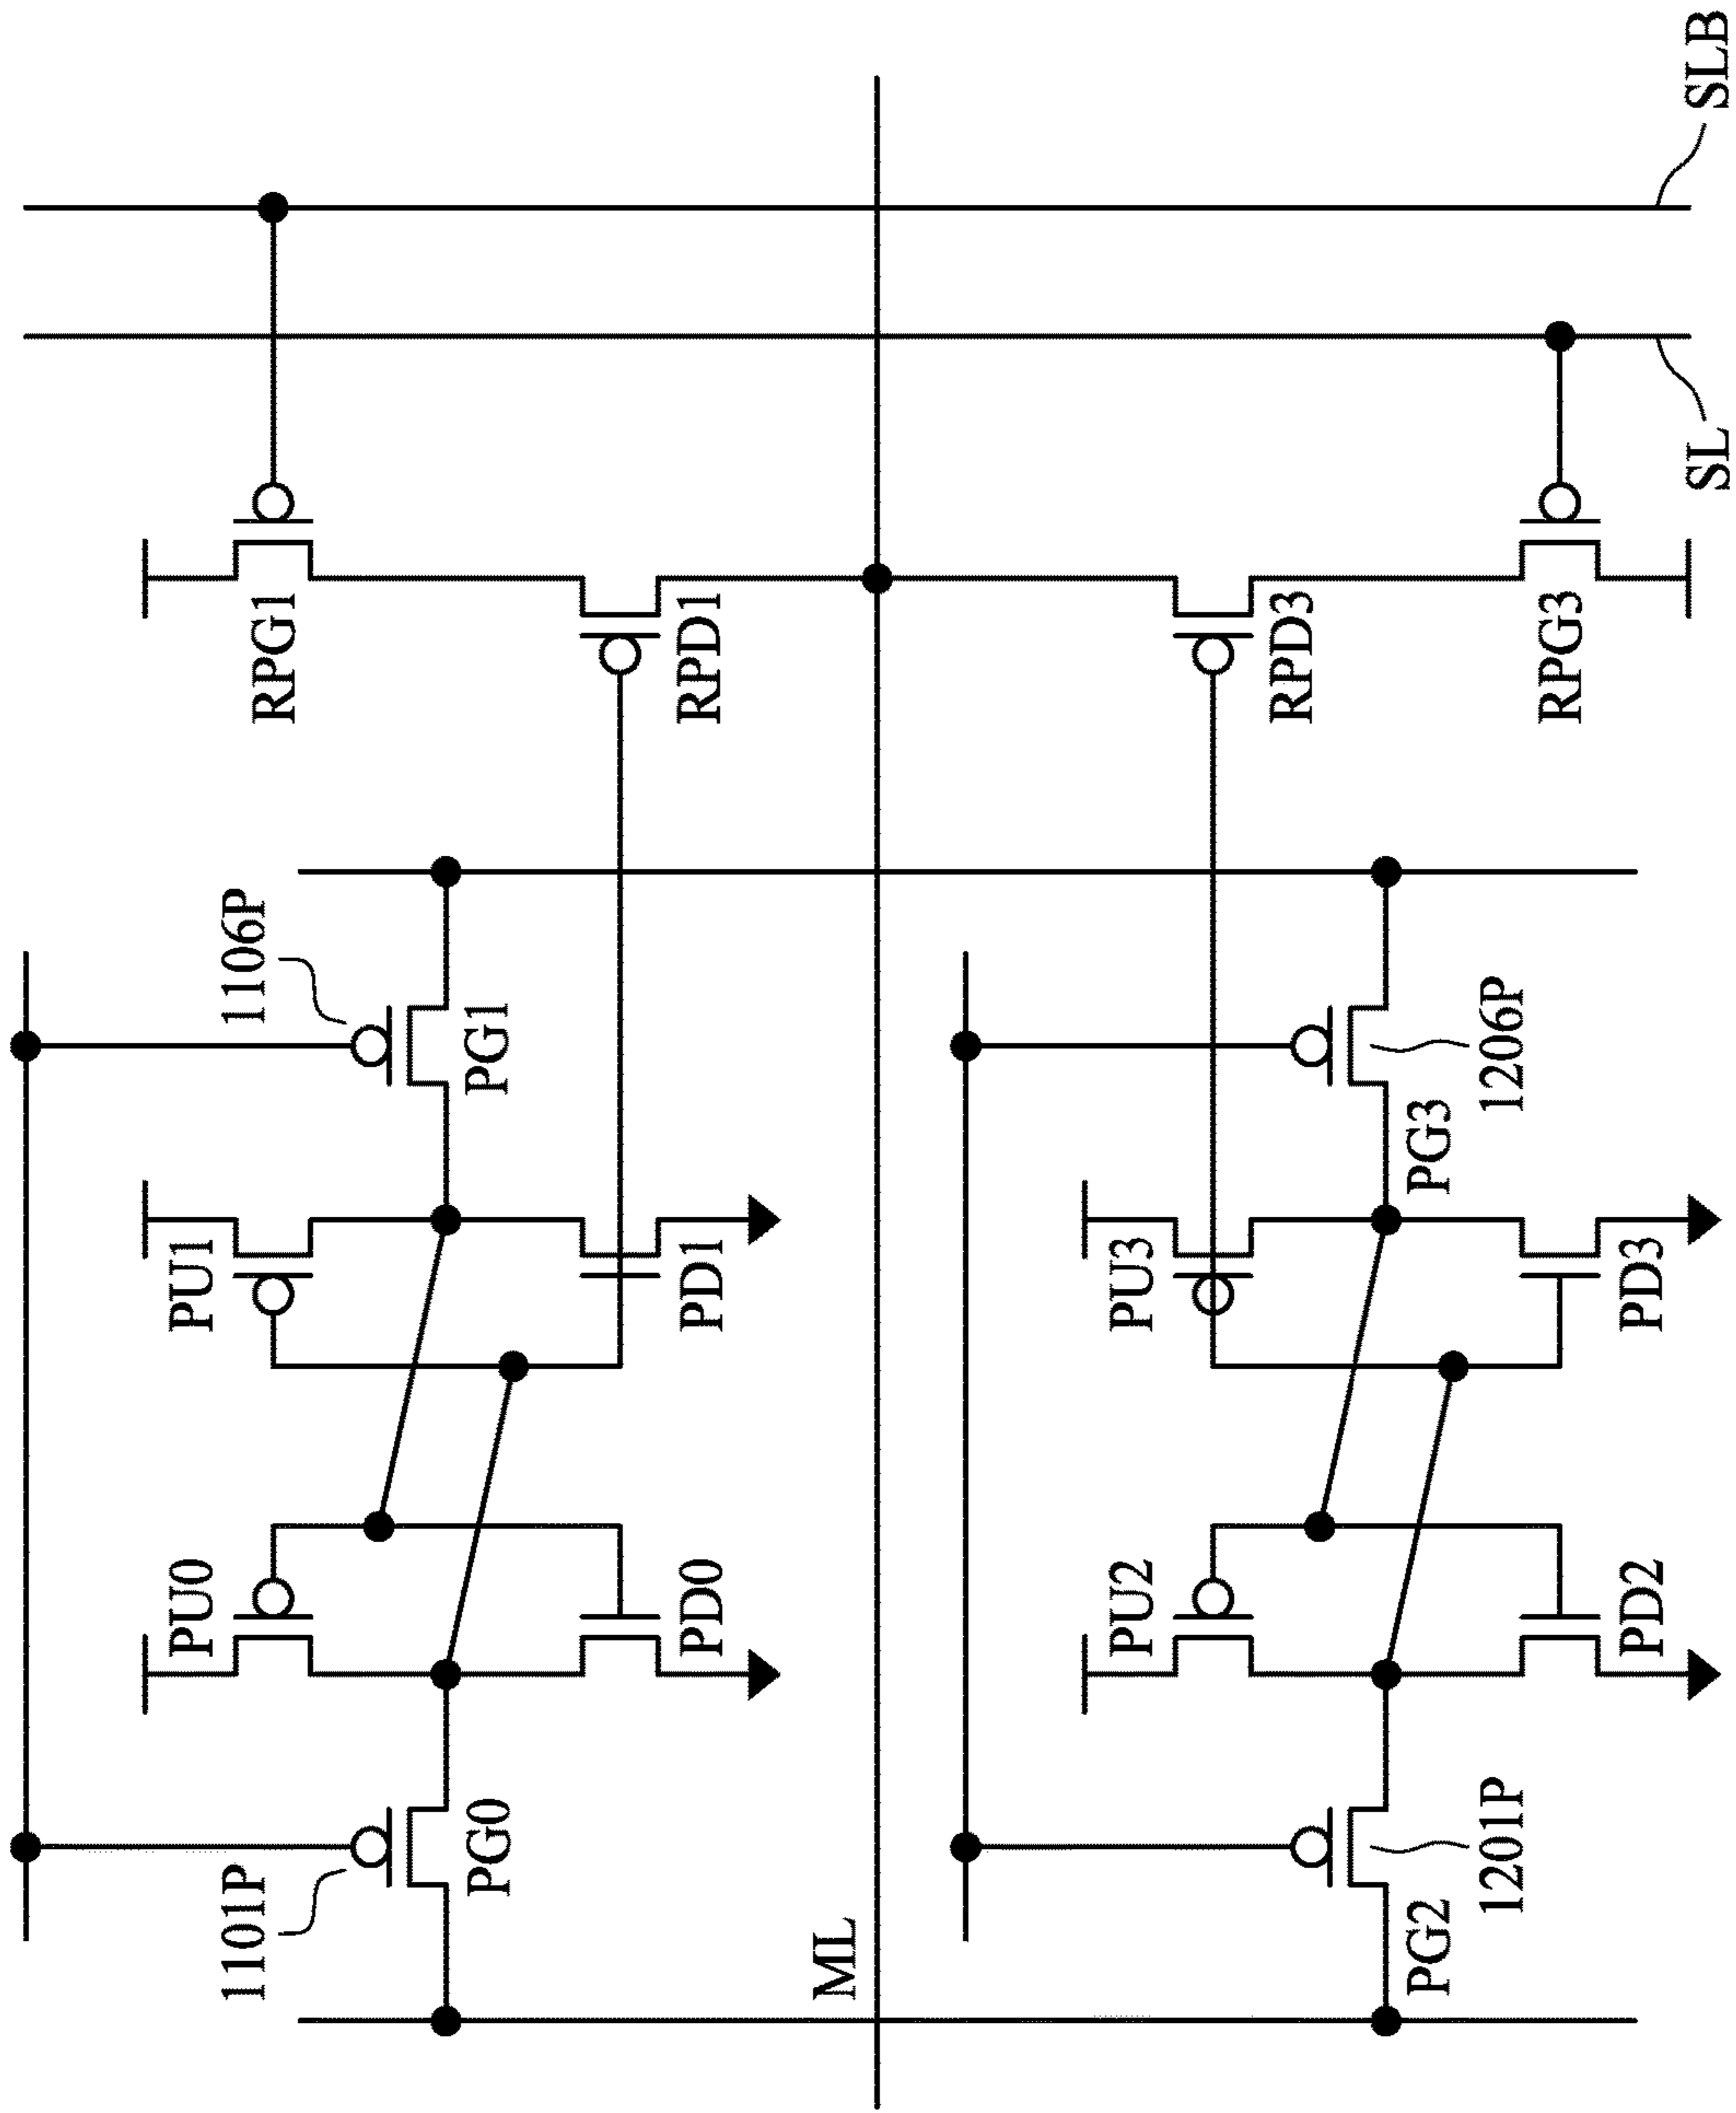 1101P
PG0
PU0
PD0
PU1
PD1
1106P
PG1
RPG1
RPD1
ML
PG2
1201P
PU2
PD2
PU3
PD3
PG3
1206P
RPD3
RPG3
SL
SLB